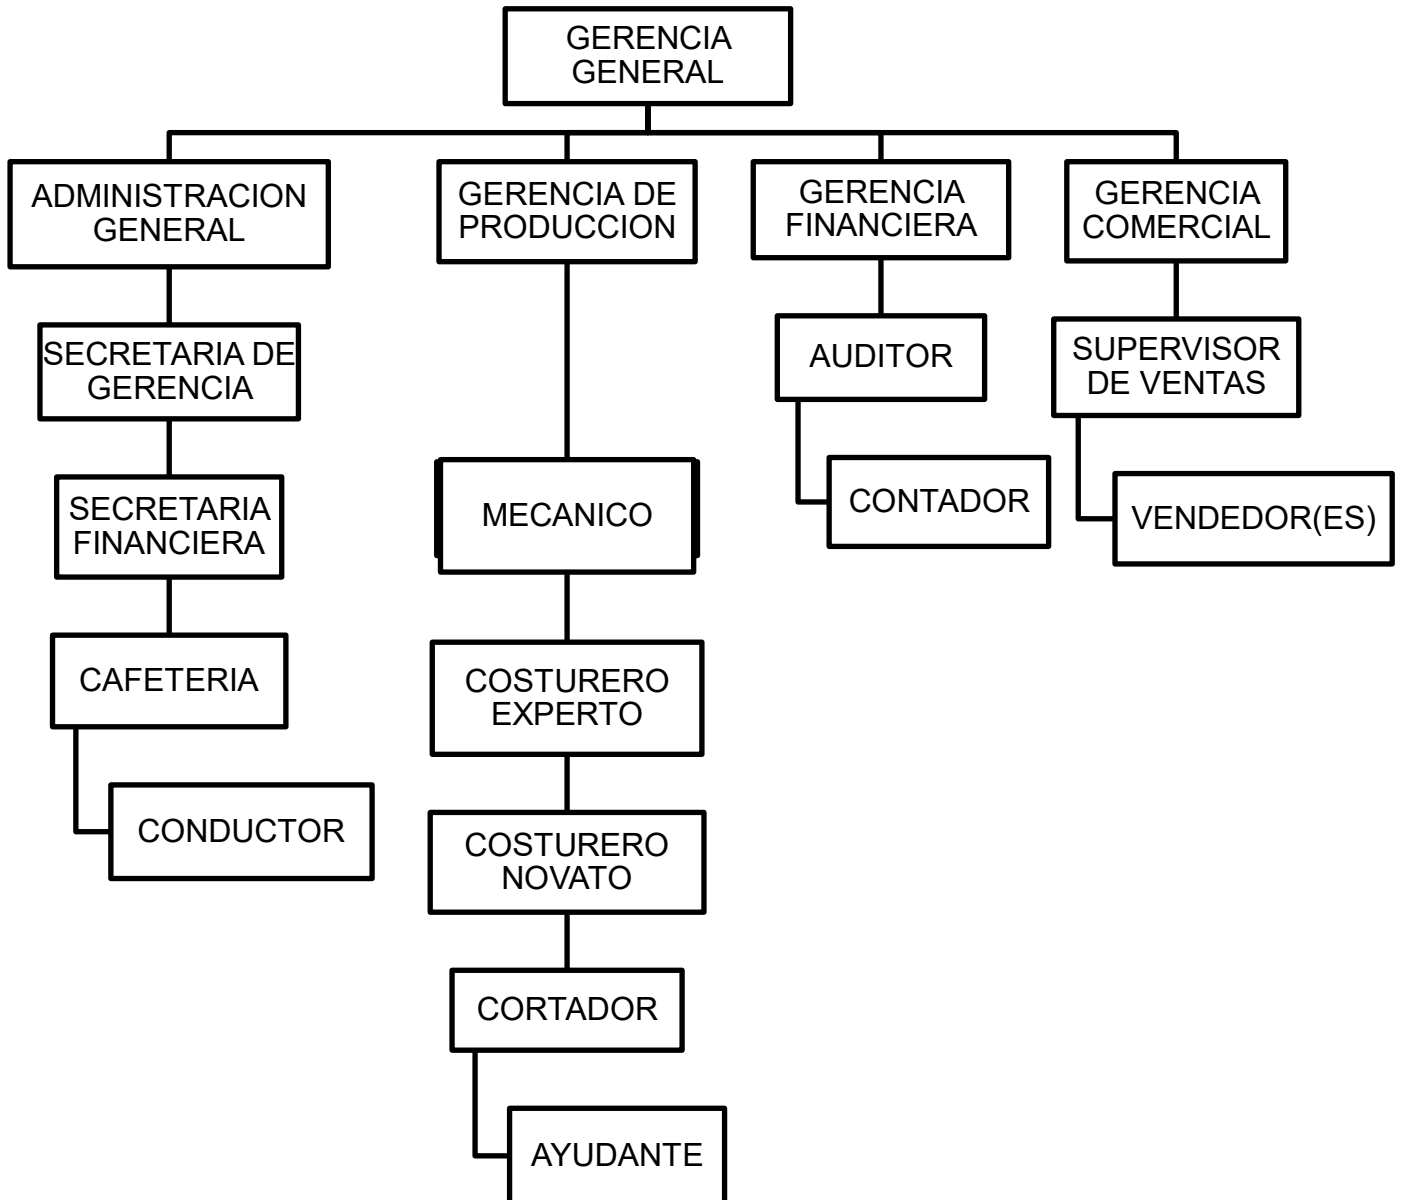 GERENCIA
GENERAL
ADMINISTRACION
GENERAL
GERENCIA DE
PRODUCCION
GERENCIA
FINANCIERA
GERENCIA
COMERCIAL
SECRETARIA DE
GERENCIA
AUDITOR
SUPERVISOR
DE VENTAS
SECRETARIA
FINANCIERA
MECANICO
CONTADOR
VENDEDOR(ES)
CAFETERIA
COSTURERO
EXPERTO
CONDUCTOR
COSTURERO
NOVATO
CORTADOR
AYUDANTE